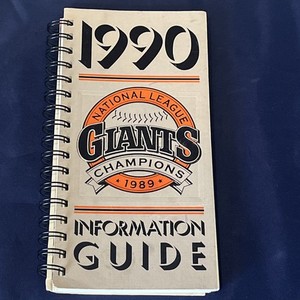 1990
NATIONAL LEAGUE
GIANTS
CHAMPIONS
• 1989 •
INFORMATION
GUIDE